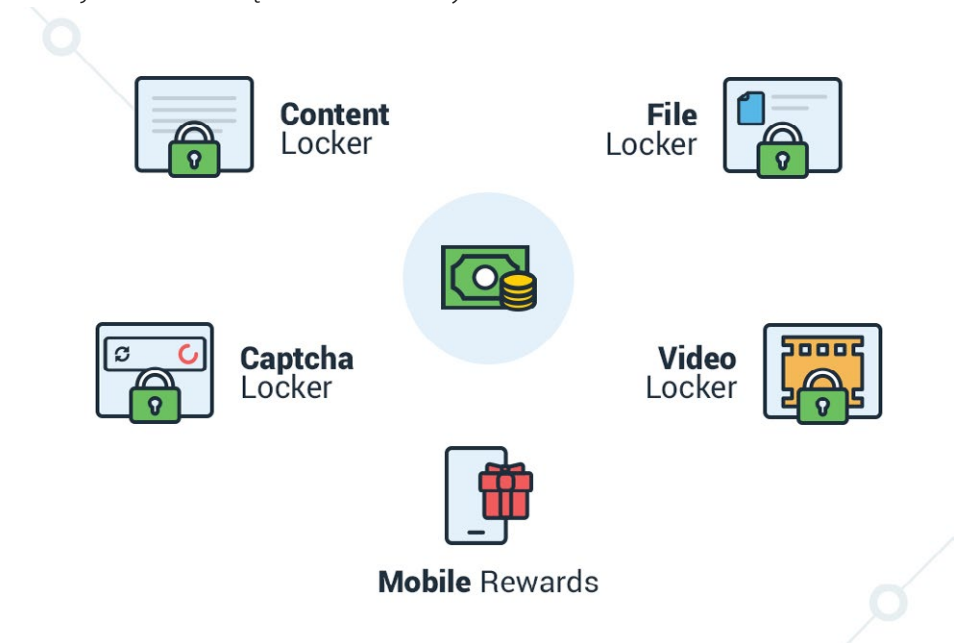 Content
Locker
File
Locker
Captcha
Locker
Video
Locker
Mobile Rewards